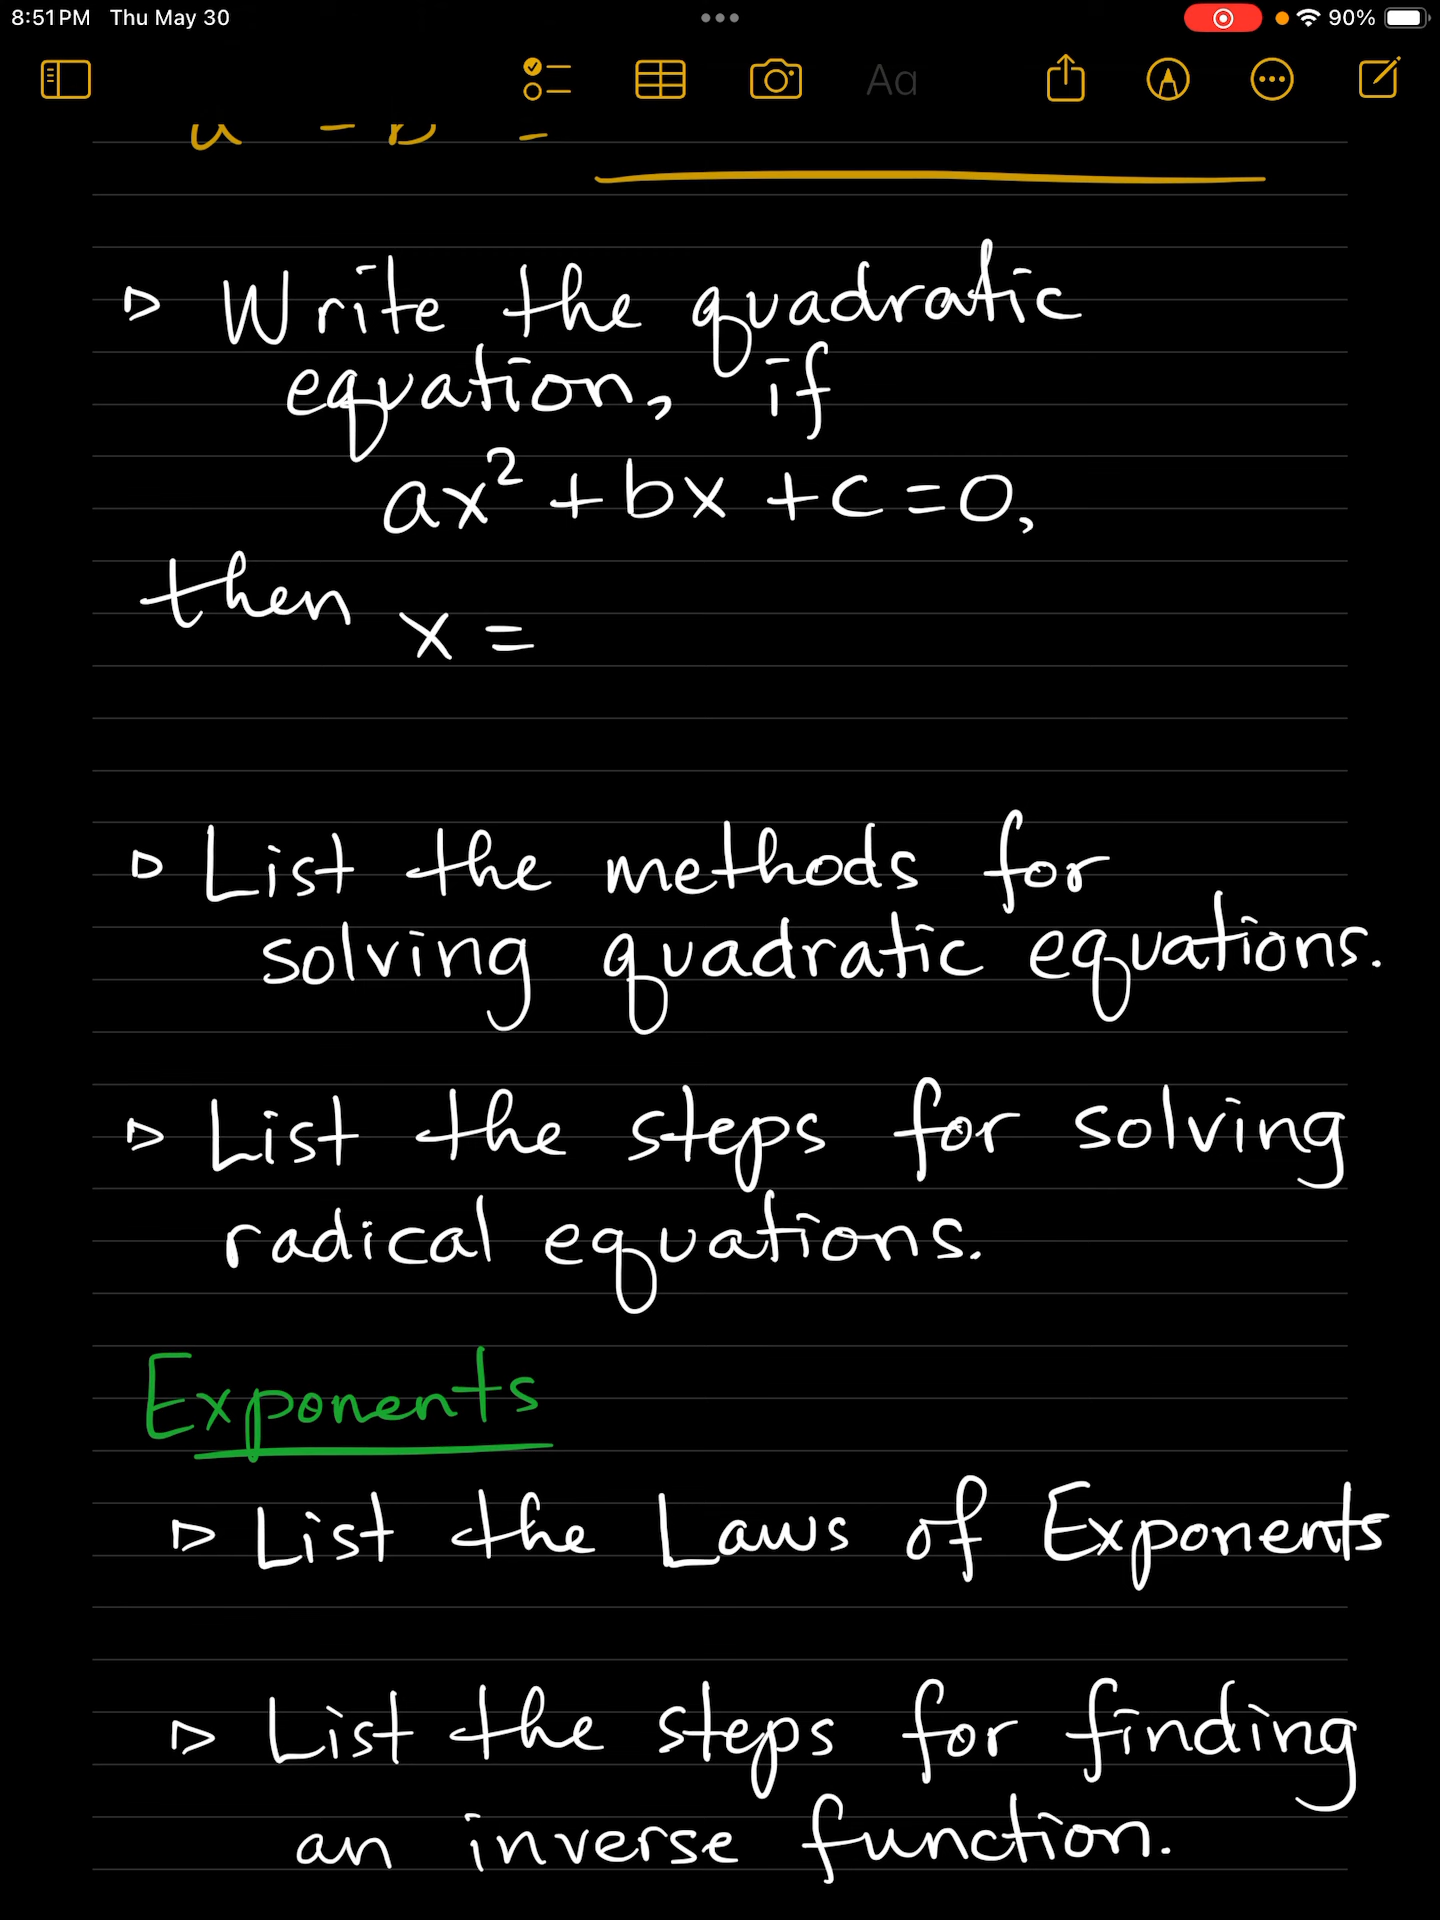 8:51 PM Thu May 30 90%
Aa
▷ Write the quadratic
equation, if
ax² + bx + c = 0,
then x =
▷ List the methods for
solving quadratic equations.
▷ List the steps for solving
radical equations.
Exponents
▷ List the Laws of Exponents
▷ List the steps for finding
an inverse function.